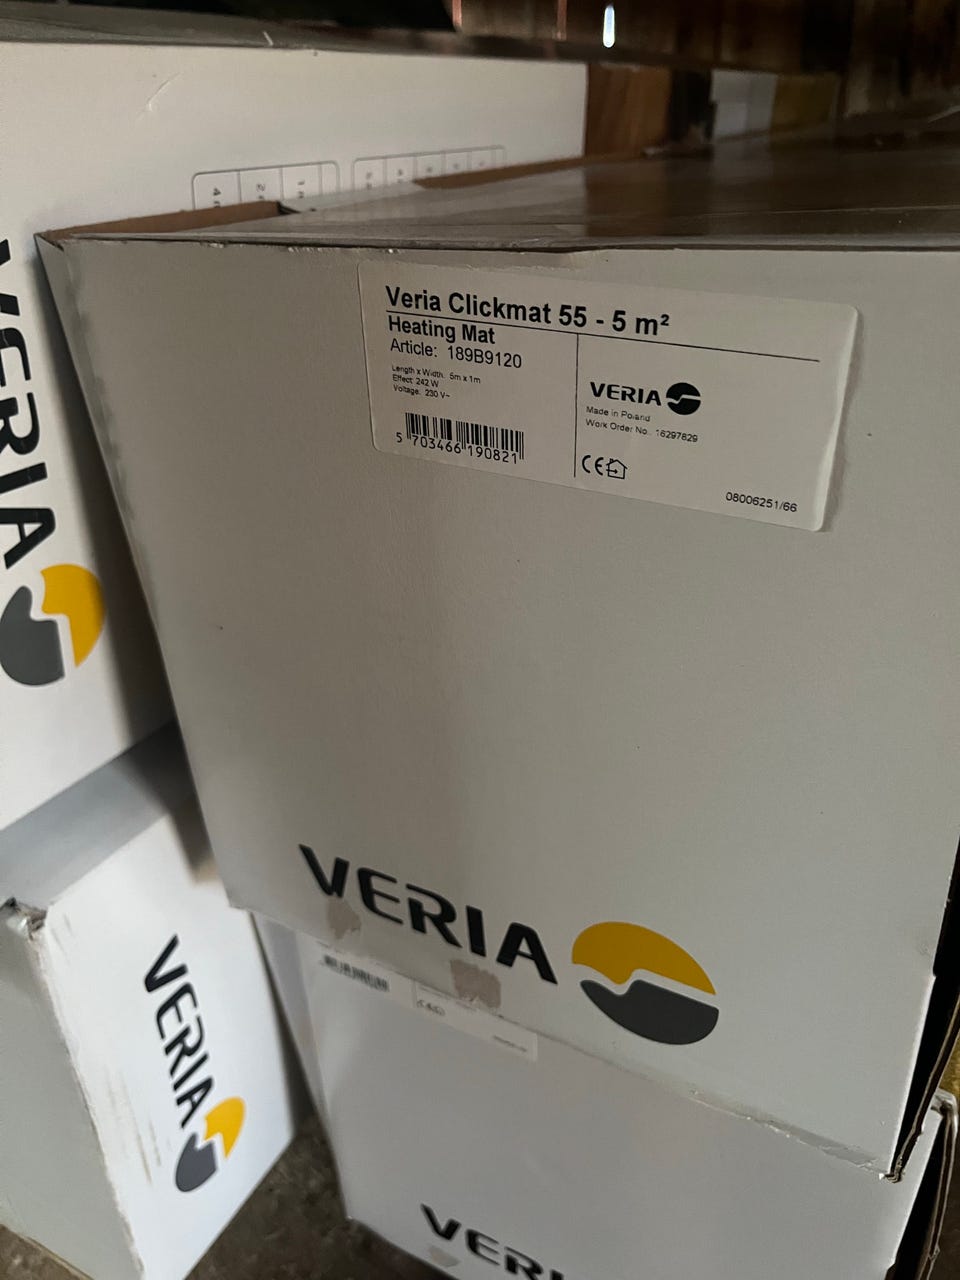 Veria Clickmat 55 - 5 m²
Heating Mat
Article: 189B9120
Length x Width: 5m x 1m
Effect: 242 W
Voltage: 230 V~
5 703466 190821
VERIA
Made in Poland
Work Order No.: 16297829
CE
08006251/66
VERIA
VERIA
VERIA
VERIA